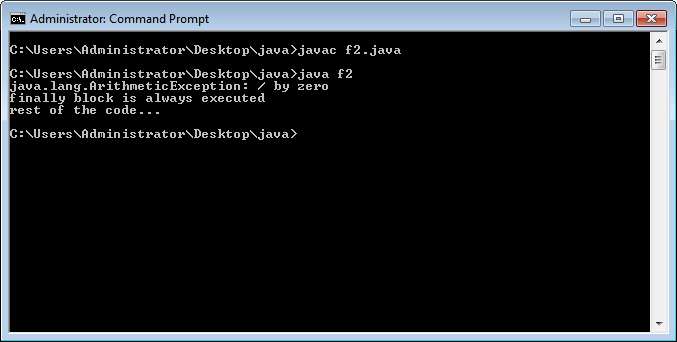 Administrator: Command Prompt
C:\Users\Administrator\Desktop\java>javac f2.java
C:\Users\Administrator\Desktop\java>java f2
java.lang.ArithmeticException: / by zero
finally block is always executed
rest of the code...
C:\Users\Administrator\Desktop\java>